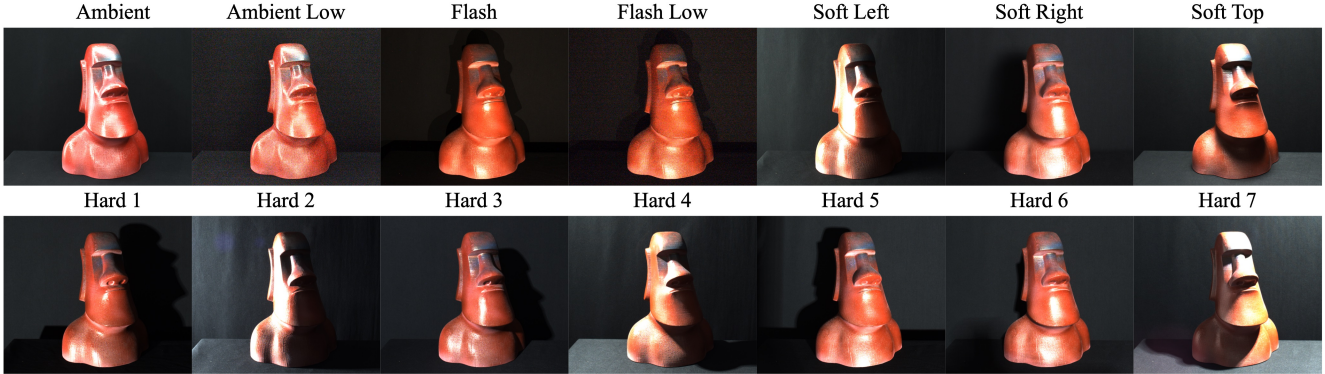 Ambient Ambient Low Flash Flash Low Soft Left Soft Right Soft Top
Hard 1 Hard 2 Hard 3 Hard 4 Hard 5 Hard 6 Hard 7